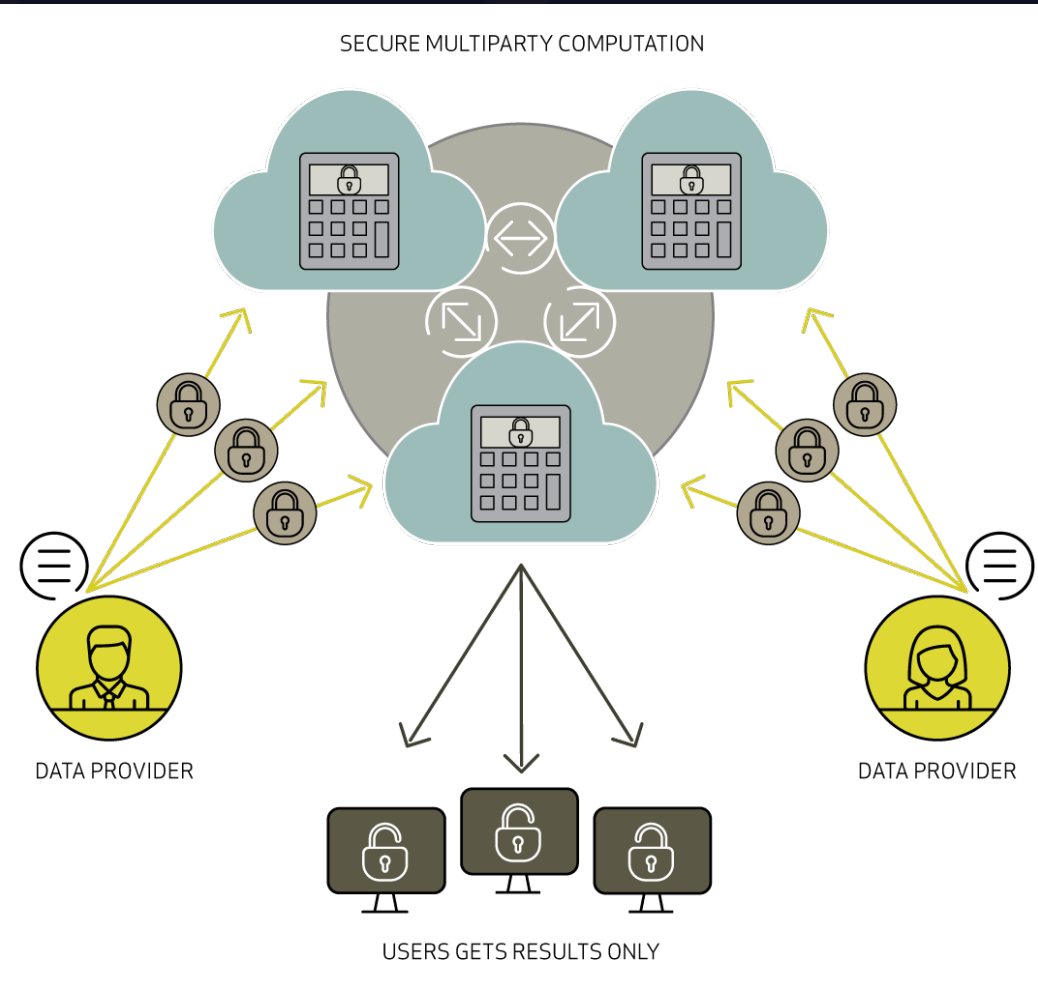 SECURE MULTIPARTY COMPUTATION
DATA PROVIDER
DATA PROVIDER
USERS GETS RESULTS ONLY